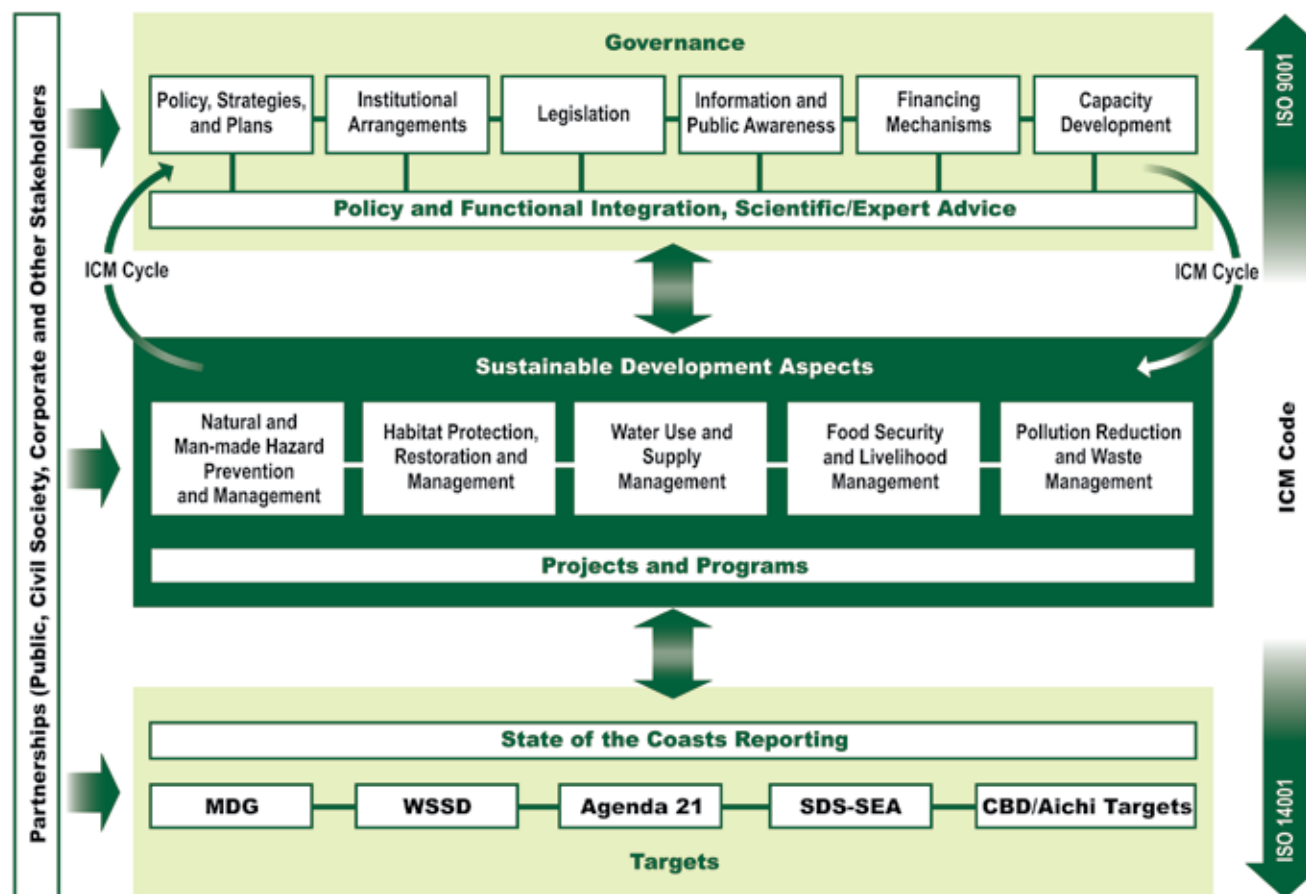 Partnerships (Public, Civil Society, Corporate and Other Stakeholders
Governance
Policy, Strategies,
and Plans
Institutional
Arrangements
Legislation
Information and
Public Awareness
Financing
Mechanisms
Capacity
Development
Policy and Functional Integration, Scientific/Expert Advice
ICM Cycle
ICM Cycle
Sustainable Development Aspects
Natural and
Man-made Hazard
Prevention
and Management
Habitat Protection,
Restoration and
Management
Water Use and
Supply
Management
Food Security
and Livelihood
Management
Pollution Reduction
and Waste
Management
Projects and Programs
State of the Coasts Reporting
MDG
WSSD
Agenda 21
SDS-SEA
CBD/Aichi Targets
Targets
ISO 9001
ICM Code
ISO 14001